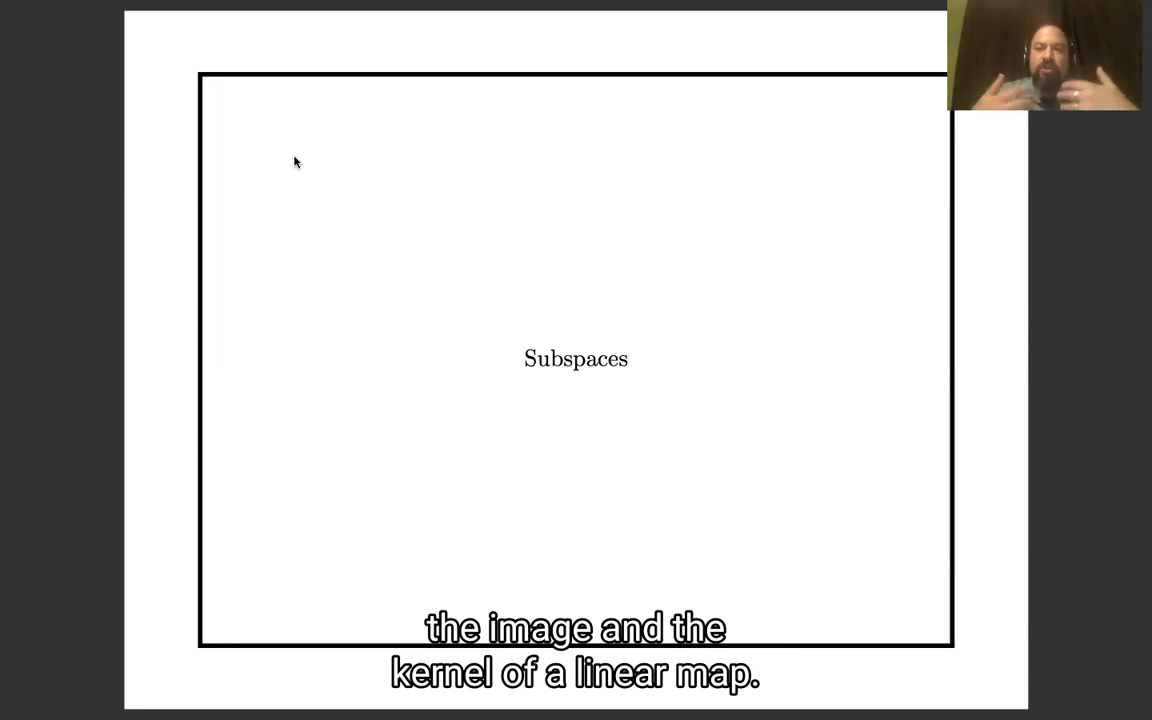 Subspaces
the image and the
kernel of a linear map.